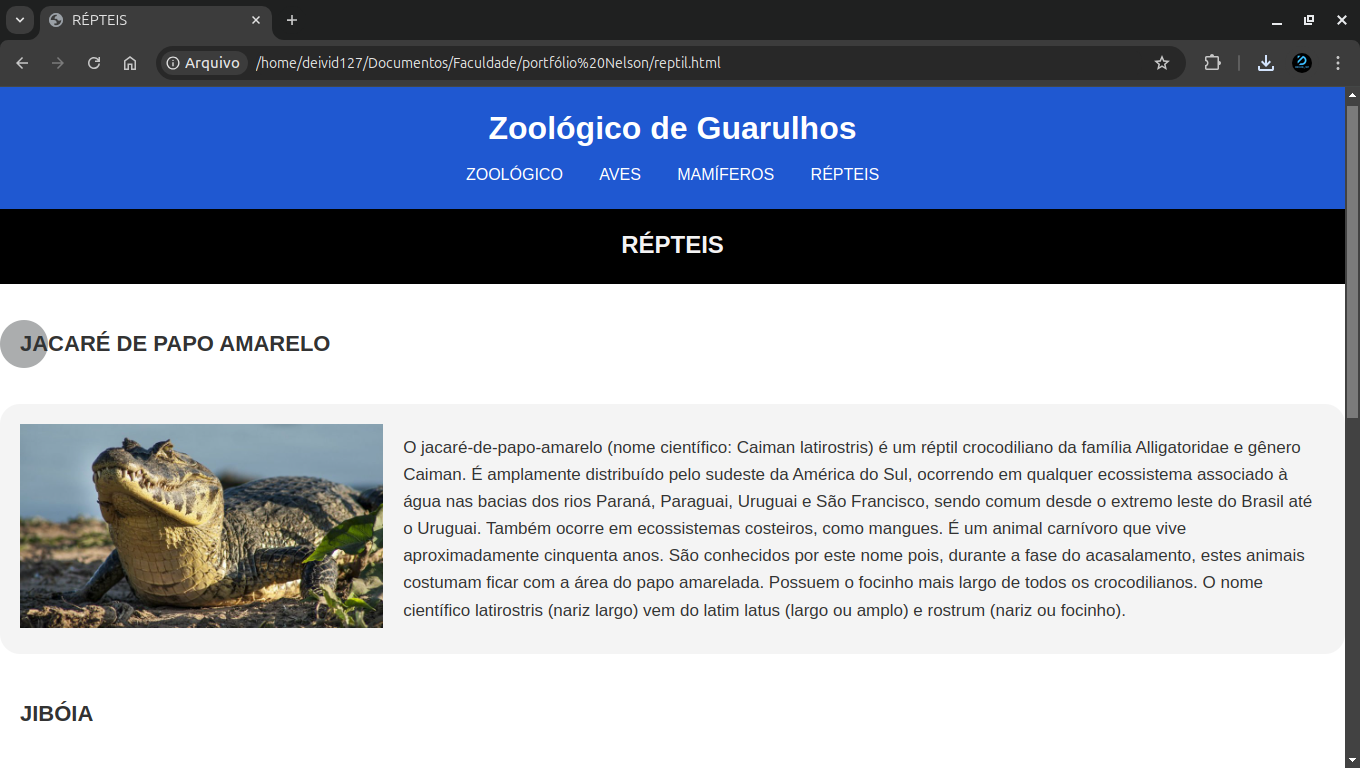 RÉPTEIS
Arquivo
/home/deivid127/Documentos/Faculdade/portfólio%20Nelson/reptil.html
Zoológico de Guarulhos
ZOOLÓGICO AVES MAMÍFEROS RÉPTEIS
RÉPTEIS
JACARÉ DE PAPO AMARELO
O jacaré-de-papo-amarelo (nome científico: Caiman latirostris) é um réptil crocodiliano da família Alligatoridae e gênero
Caiman. É amplamente distribuído pelo sudeste da América do Sul, ocorrendo em qualquer ecossistema associado à
água nas bacias dos rios Paraná, Paraguai, Uruguai e São Francisco, sendo comum desde o extremo leste do Brasil até
o Uruguai. Também ocorre em ecossistemas costeiros, como mangues. É um animal carnívoro que vive
aproximadamente cinquenta anos. São conhecidos por este nome pois, durante a fase do acasalamento, estes animais
costumam ficar com a área do papo amarelada. Possuem o focinho mais largo de todos os crocodilianos. O nome
científico latirostris (nariz largo) vem do latim latus (largo ou amplo) e rostrum (nariz ou focinho).
JIBÓIA